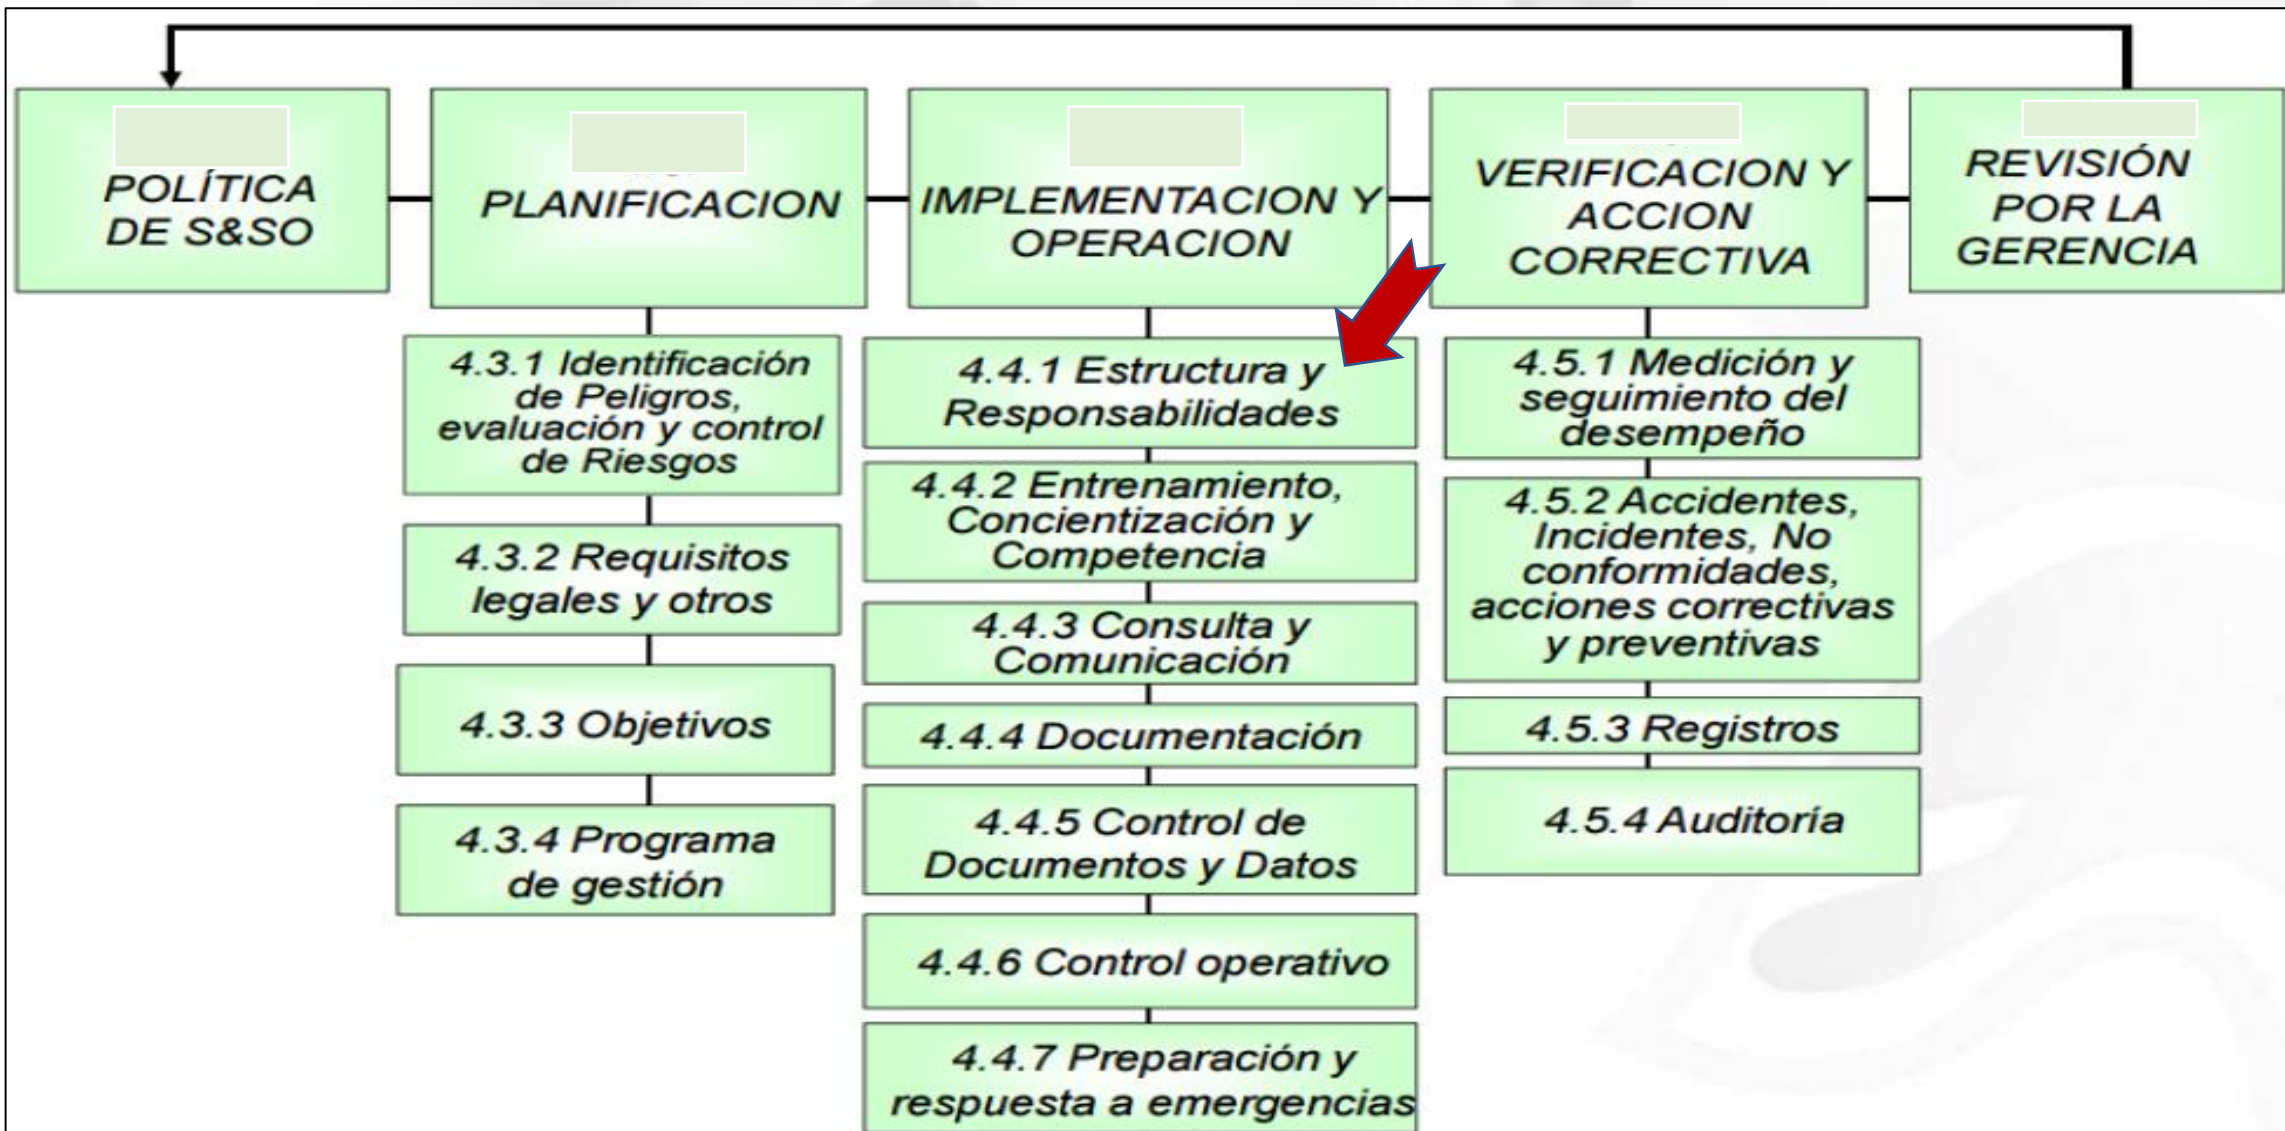 POLÍTICA
DE S&SO
PLANIFICACION
IMPLEMENTACION Y
OPERACION
VERIFICACION Y
ACCION
CORRECTIVA
REVISIÓN
POR LA
GERENCIA
4.3.1 Identificación
de Peligros,
evaluación y control
de Riesgos
4.3.2 Requisitos
legales y otros
4.3.3 Objetivos
4.3.4 Programa
de gestión
4.4.1 Estructura y
Responsabilidades
4.4.2 Entrenamiento,
Concientización y
Competencia
4.4.3 Consulta y
Comunicación
4.4.4 Documentación
4.4.5 Control de
Documentos y Datos
4.4.6 Control operativo
4.4.7 Preparación y
respuesta a emergencias
4.5.1 Medición y
seguimiento del
desempeño
4.5.2 Accidentes,
Incidentes, No
conformidades,
acciones correctivas
y preventivas
4.5.3 Registros
4.5.4 Auditoría